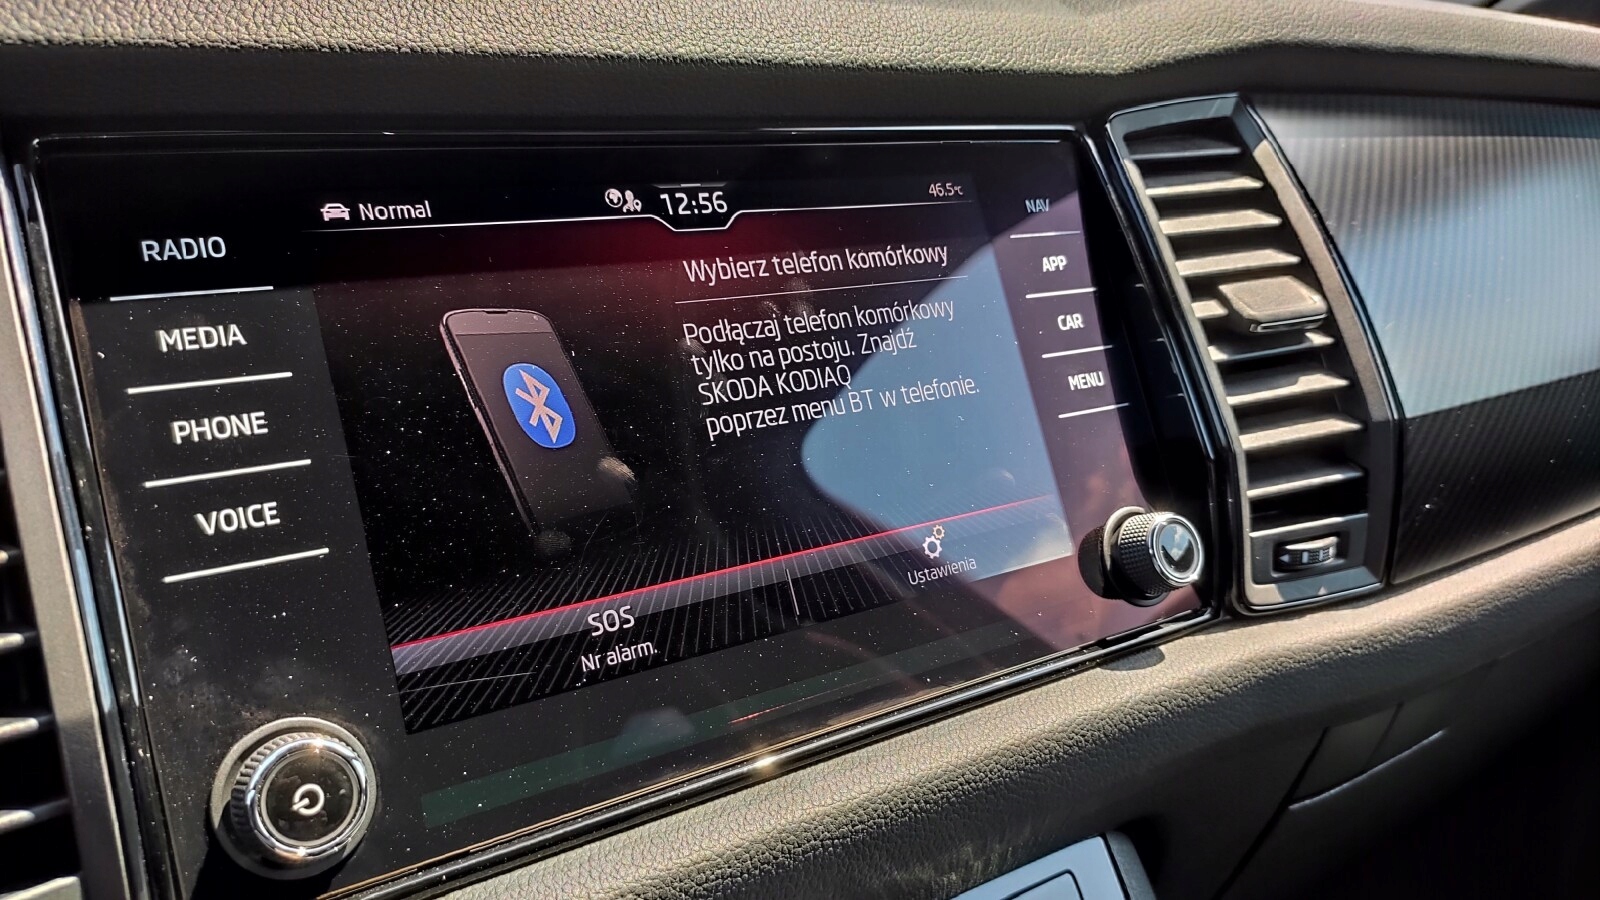 Normal
12:56
46.5°C
RADIO
MEDIA
PHONE
VOICE
Wybierz telefon komórkowy
Podłączaj telefon komórkowy
tylko na postoju. Znajdź
SKODA KODIAQ
poprzez menu BT w telefonie.
NAV
APP
CAR
MENU
SOS
Nr alarm.
Ustawienia